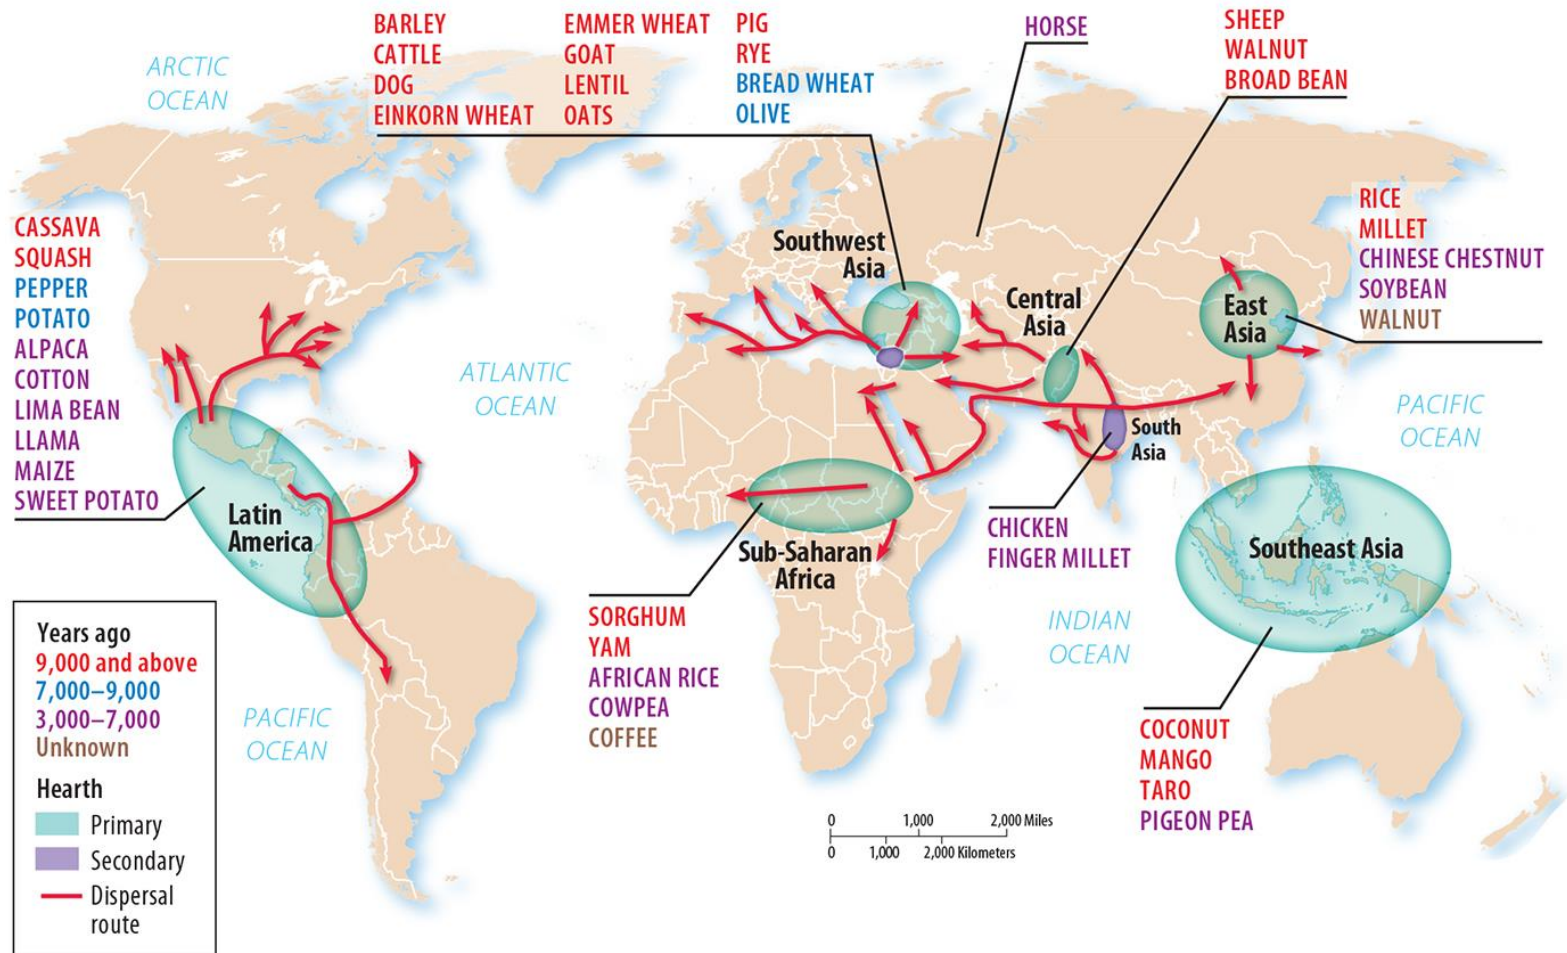 BARLEY
CATTLE
DOG
EINKORN WHEAT
EMMER WHEAT
GOAT
LENTIL
OATS
PIG
RYE
BREAD WHEAT
OLIVE
HORSE
SHEEP
WALNUT
BROAD BEAN
ARCTIC
OCEAN
CASSAVA
SQUASH
PEPPER
POTATO
ALPACA
COTTON
LIMA BEAN
LLAMA
MAIZE
SWEET POTATO
RICE
MILLET
CHINESE CHESTNUT
SOYBEAN
WALNUT
Southwest
Asia
Central
Asia
East
Asia
ATLANTIC
OCEAN
PACIFIC
OCEAN
South
Asia
Latin
America
CHICKEN
FINGER MILLET
Sub-Saharan
Africa
Southeast Asia
SORGHUM
YAM
AFRICAN RICE
COWPEA
COFFEE
INDIAN
OCEAN
PACIFIC
OCEAN
COCONUT
MANGO
TARO
PIGEON PEA
Years ago
9,000 and above
7,000–9,000
3,000–7,000
Unknown
Hearth
Primary
Secondary
Dispersal
route
0 1,000 2,000 Miles
0 1,000 2,000 Kilometers